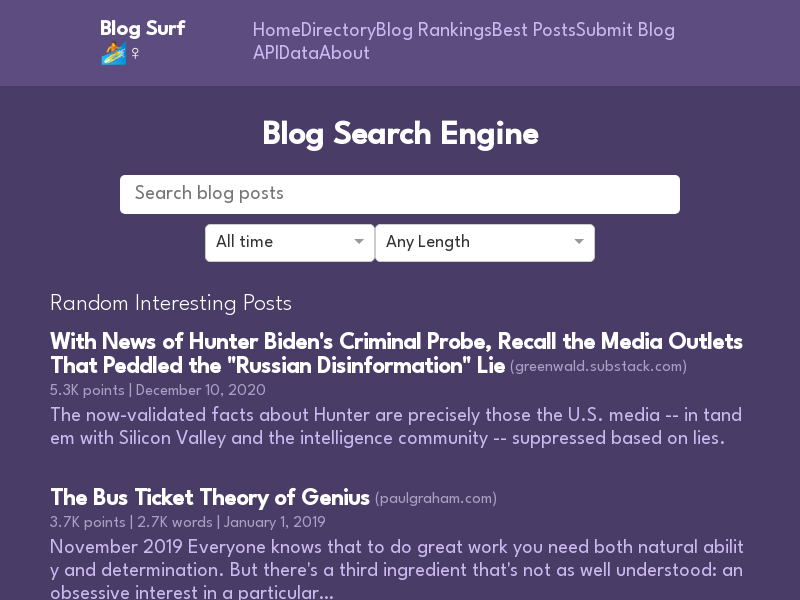 Blog Surf
🏄♀
HomeDirectoryBlog RankingsBest PostsSubmit Blog
APIDataAbout
Blog Search Engine
Search blog posts
All time
Any Length
Random Interesting Posts
With News of Hunter Biden's Criminal Probe, Recall the Media Outlets
That Peddled the "Russian Disinformation" Lie (greenwald.substack.com)
5.3K points | December 10, 2020
The now-validated facts about Hunter are precisely those the U.S. media -- in tand
em with Silicon Valley and the intelligence community -- suppressed based on lies.
The Bus Ticket Theory of Genius (paulgraham.com)
3.7K points | 2.7K words | January 1, 2019
November 2019 Everyone knows that to do great work you need both natural abilit
y and determination. But there's a third ingredient that's not as well understood: an
obsessive interest in a particular…